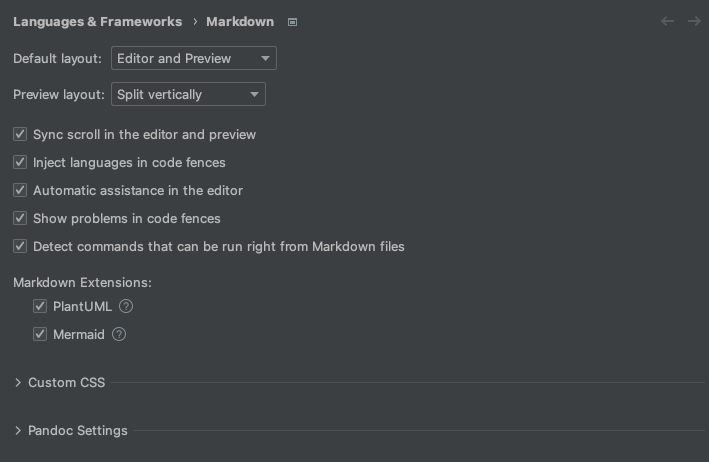 Languages & Frameworks › Markdown
Default layout: Editor and Preview
Preview layout: Split vertically
Sync scroll in the editor and preview
Inject languages in code fences
Automatic assistance in the editor
Show problems in code fences
Detect commands that can be run right from Markdown files
Markdown Extensions:
PlantUML ?
Mermaid ?
Custom CSS
Pandoc Settings